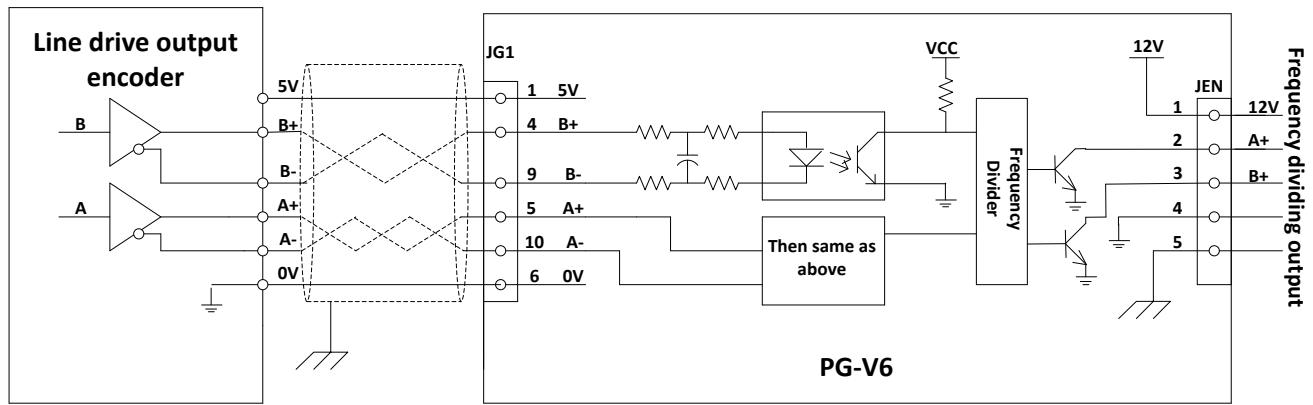 Line drive output
encoder
B
A
5V
B+
B-
A+
A-
0V
JG1
1 5V
4 B+
9 B-
5 A+
10 A-
6 0V
VCC
12V
Then same as
above
Frequency
Divider
JEN
1 12V
2 A+
3 B+
4
5
Frequency dividing output
PG-V6